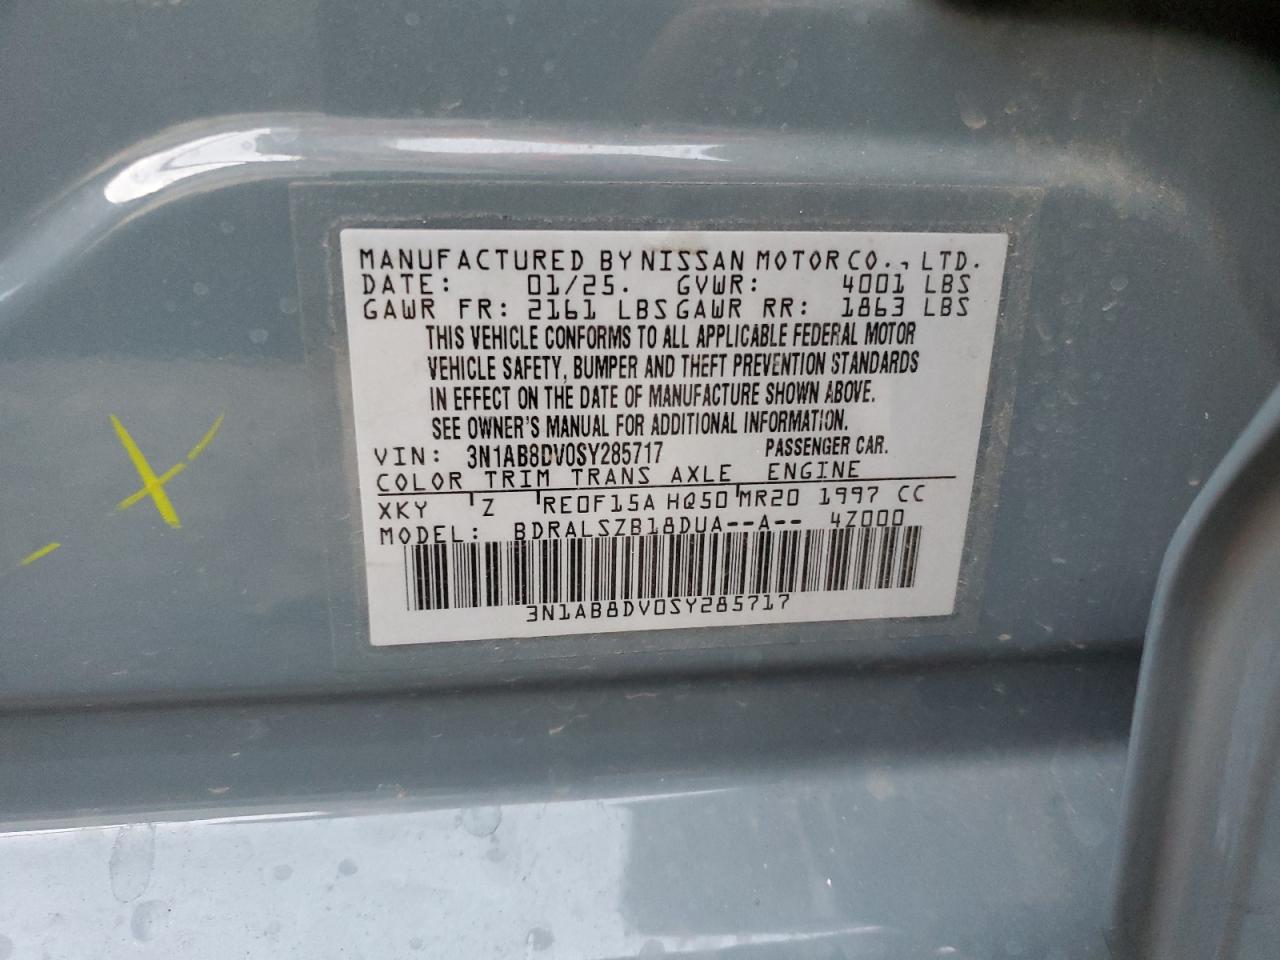 MANUFACTURED BY NISSAN MOTOR CO., LTD.
DATE: 01/25. GVWR: 4001 LBS
GAWR FR: 2161 LBS GAWR RR: 1863 LBS
THIS VEHICLE CONFORMS TO ALL APPLICABLE FEDERAL MOTOR
VEHICLE SAFETY, BUMPER AND THEFT PREVENTION STANDARDS
IN EFFECT ON THE DATE OF MANUFACTURE SHOWN ABOVE.
SEE OWNER'S MANUAL FOR ADDITIONAL INFORMATION.
VIN: 3N1AB8DV0SY285717 PASSENGER CAR.
COLOR TRIM TRANS AXLE ENGINE
XKY Z RE0F15A HQ50 MR20 1997 CC
MODEL: BDRALSZB18DUA--A-- 4Z000
3N1AB8DV0SY285717